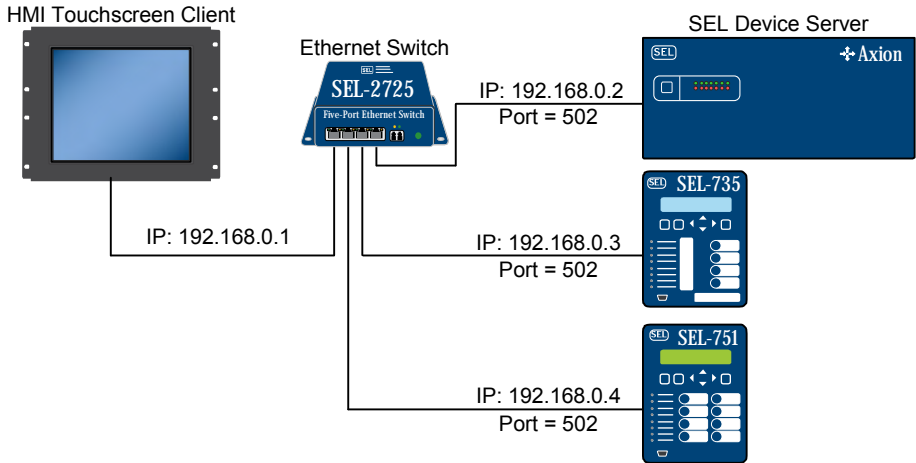 HMI Touchscreen Client
SEL Device Server
Ethernet Switch
SEL
SEL-2725
Five-Port Ethernet Switch
SEL
Axion
IP: 192.168.0.2
Port = 502
SEL
SEL-735
IP: 192.168.0.1
IP: 192.168.0.3
Port = 502
SEL
SEL-751
IP: 192.168.0.4
Port = 502